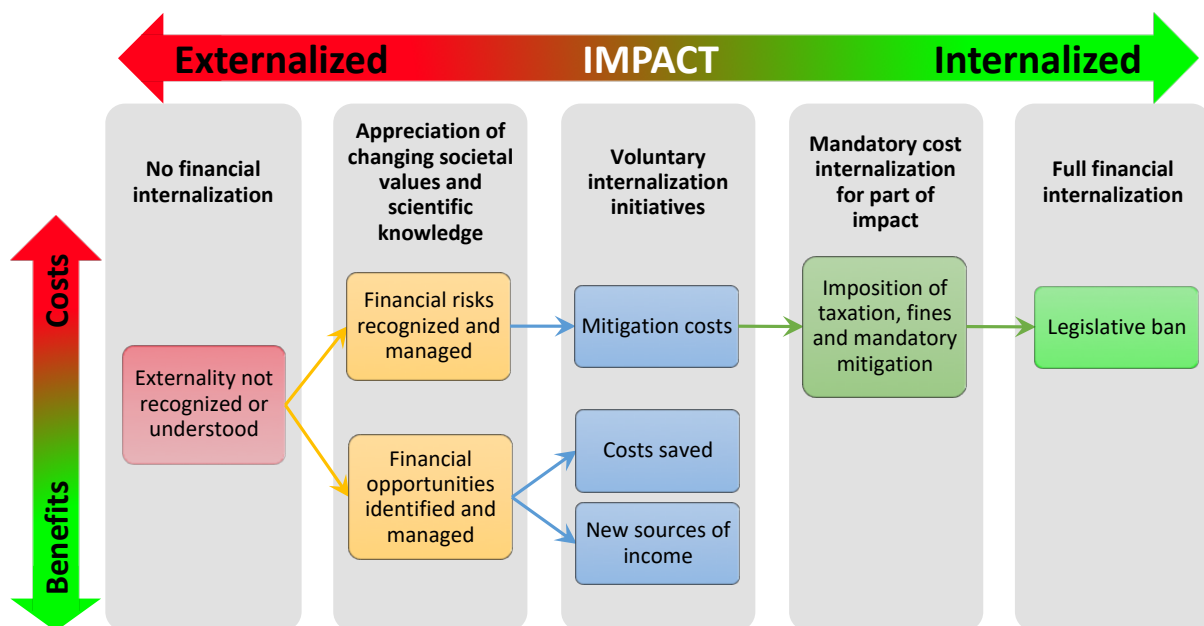 Externalized IMPACT Internalized
No financial
internalization
Appreciation of
changing societal
values and
scientific
knowledge
Voluntary
internalization
initiatives
Mandatory cost
internalization
for part of
impact
Full financial
internalization
Costs
Benefits
Externality not
recognized or
understood
Financial risks
recognized and
managed
Financial
opportunities
identified and
managed
Mitigation costs
Costs saved
New sources of
income
Imposition of
taxation, fines
and mandatory
mitigation
Legislative ban